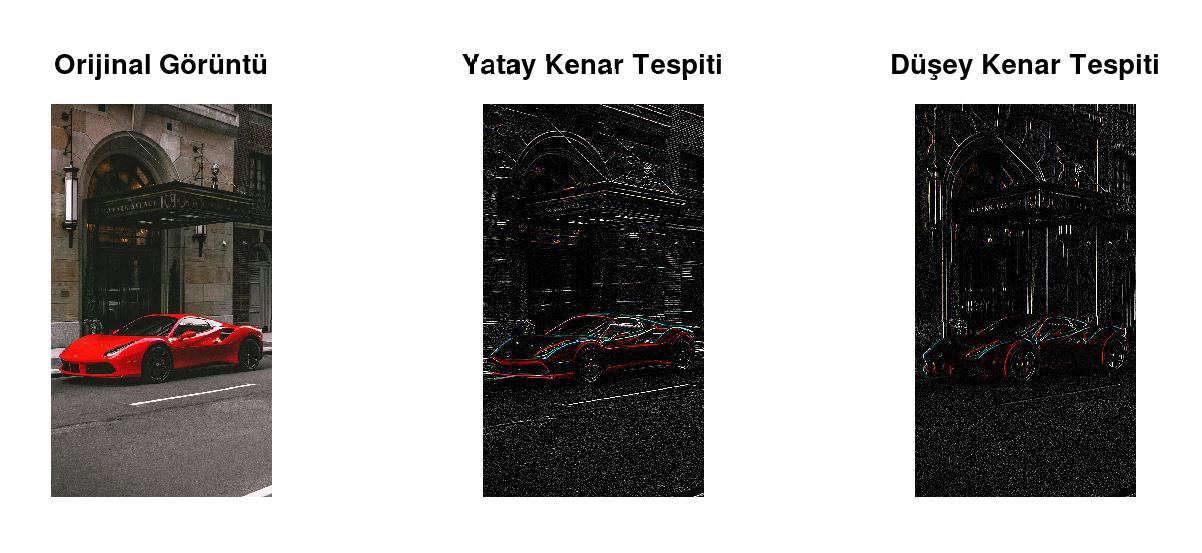 Orijinal Görüntü
Yatay Kenar Tespiti
Düşey Kenar Tespiti